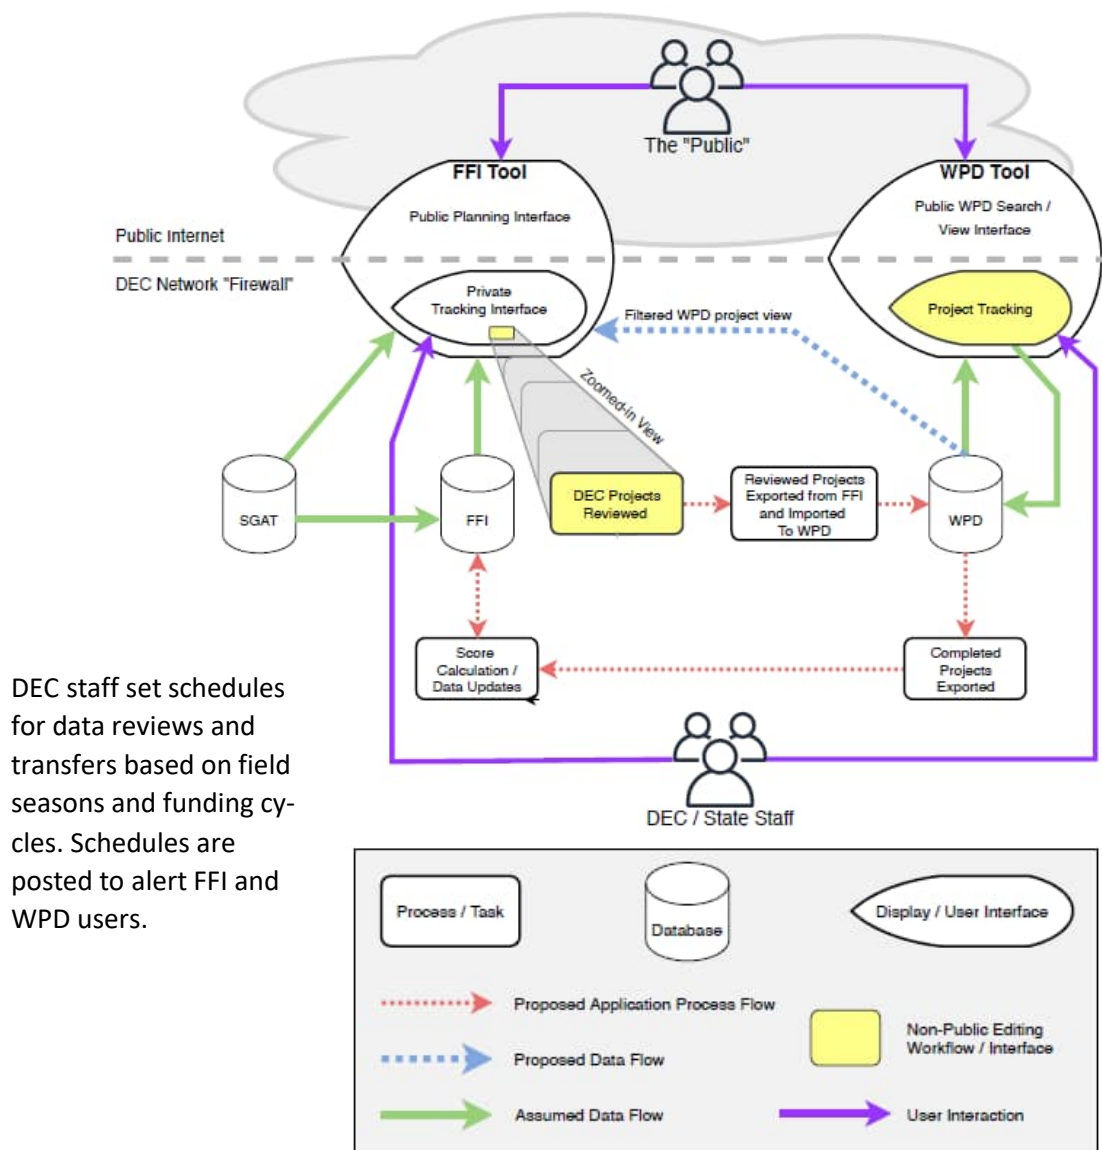 The "Public"
FFI Tool
Public Planning Interface
WPD Tool
Public WPD Search /
View Interface
Public Internet
DEC Network "Firewall"
Private
Tracking Interface
Filtered WPD project view
Project Tracking
Zoomed-in View
SGAT
FFI
DEC Projects
Reviewed
Reviewed Projects
Exported from FFI
and Imported
To WPD
WPD
Score
Calculation /
Data Updates
Completed
Projects
Exported
DEC / State Staff
DEC staff set schedules
for data reviews and
transfers based on field
seasons and funding cy-
cles. Schedules are
posted to alert FFI and
WPD users.
Process / Task
Database
Display / User Interface
Proposed Application Process Flow
Proposed Data Flow
Assumed Data Flow
Non-Public Editing
Workflow / Interface
User Interaction